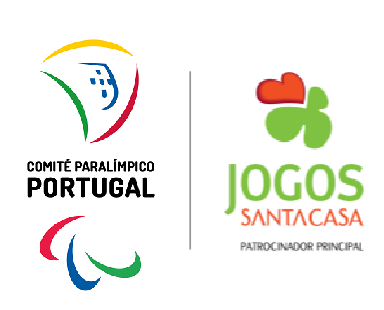 COMITÉ PARALÍMPICO
PORTUGAL
JOGOS
SANTACASA
PATROCINADOR PRINCIPAL